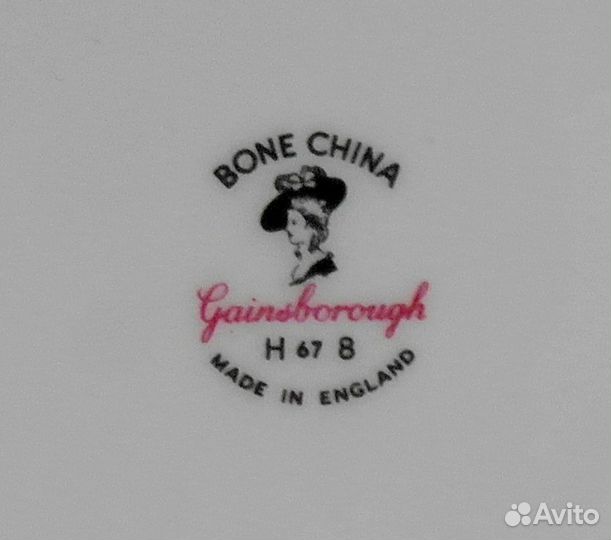 BONE CHINA
Gainsborough
H 67 8
MADE IN ENGLAND
Avito